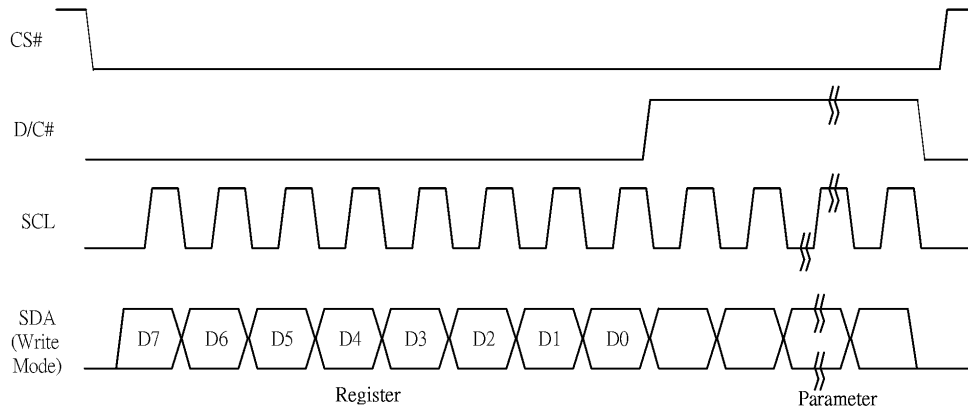 CS#
D/C#
SCL
SDA
(Write
Mode)
D7 D6 D5 D4 D3 D2 D1 D0
Register
Parameter